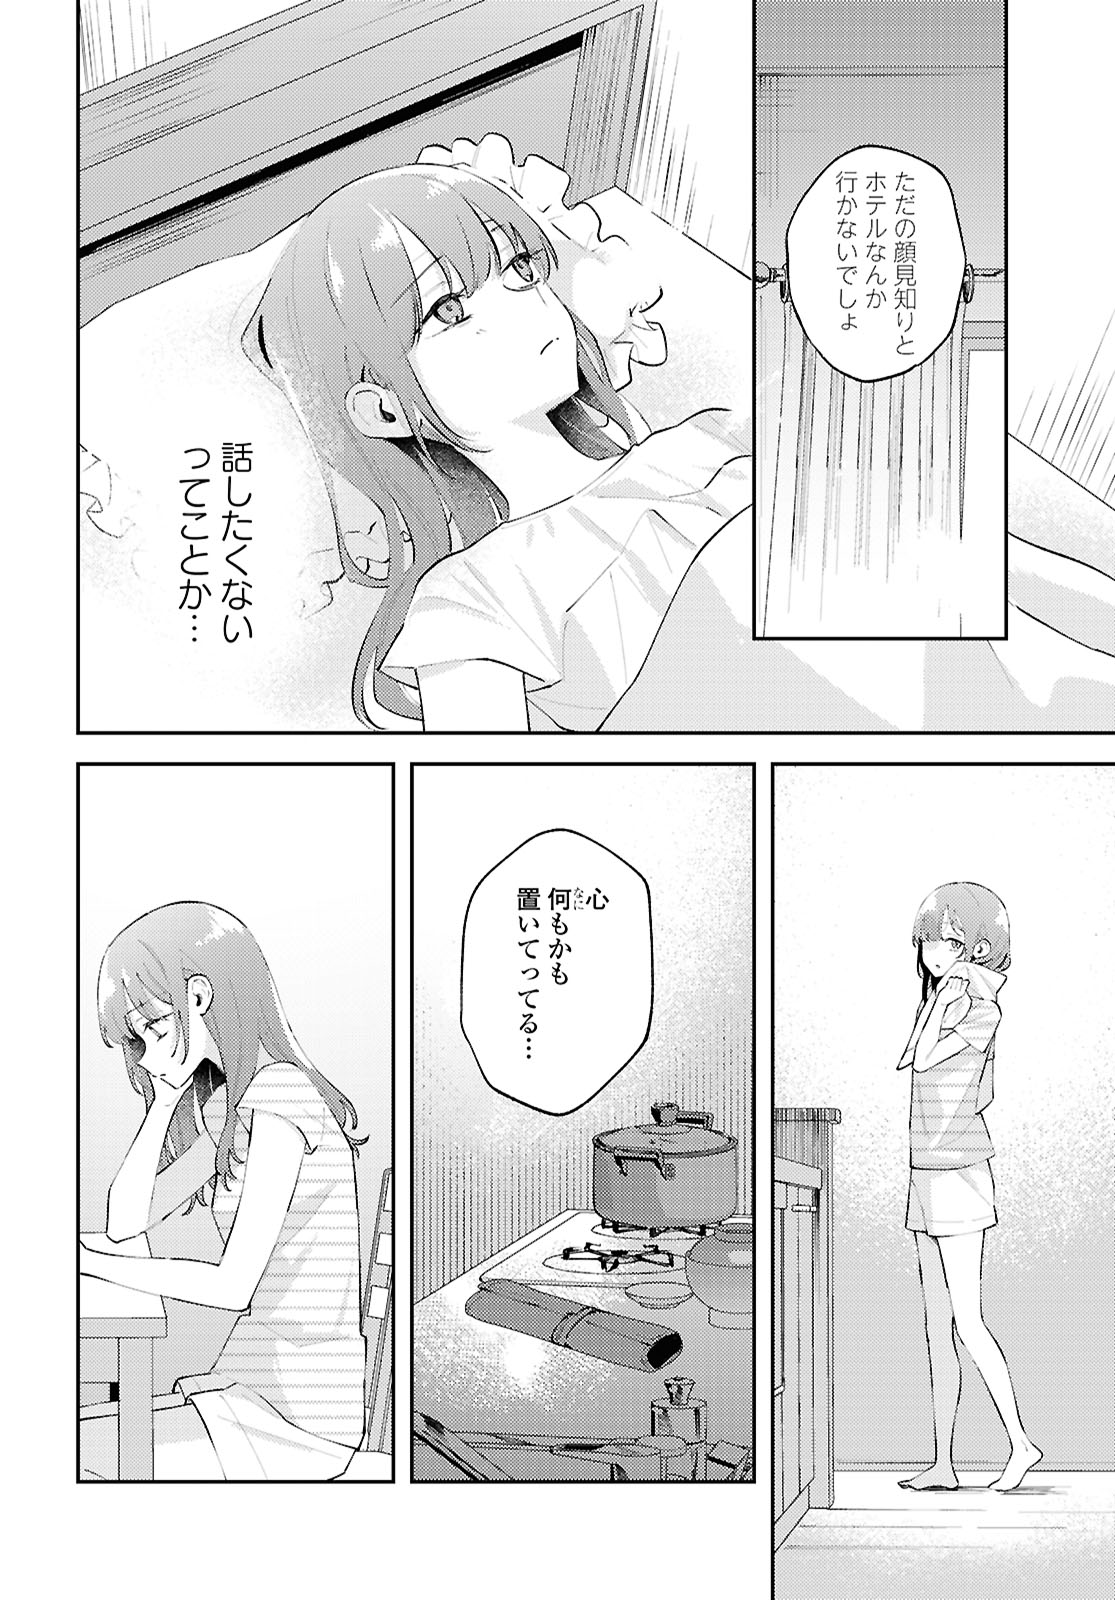 ただの顔見知りと
ホテルなんか
行かないでしょ
話したくない
ってことか…
心
何もかも
なに
置いてってる…